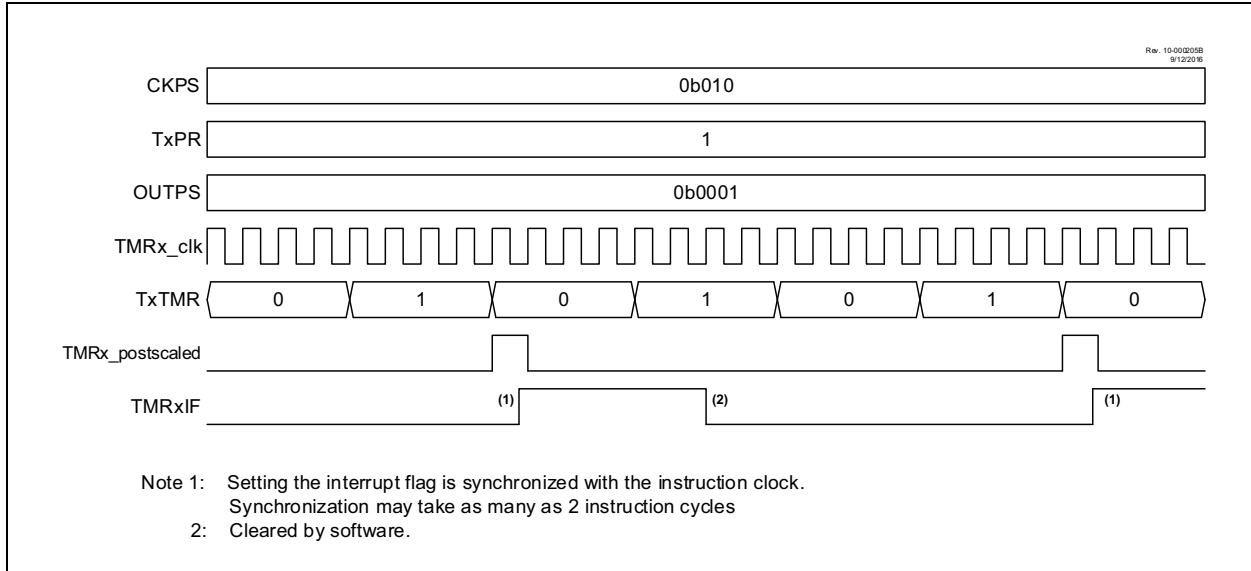 Rev. 10-000205B
9/12/2016
CKPS 0b010
TxPR 1
OUTPS 0b0001
TMRx_clk
TxTMR 0 1 0 1 0 1 0
TMRx_postscaled
TMRxIF (1) (2) (1)
Note 1: Setting the interrupt flag is synchronized with the instruction clock.
Synchronization may take as many as 2 instruction cycles
2: Cleared by software.